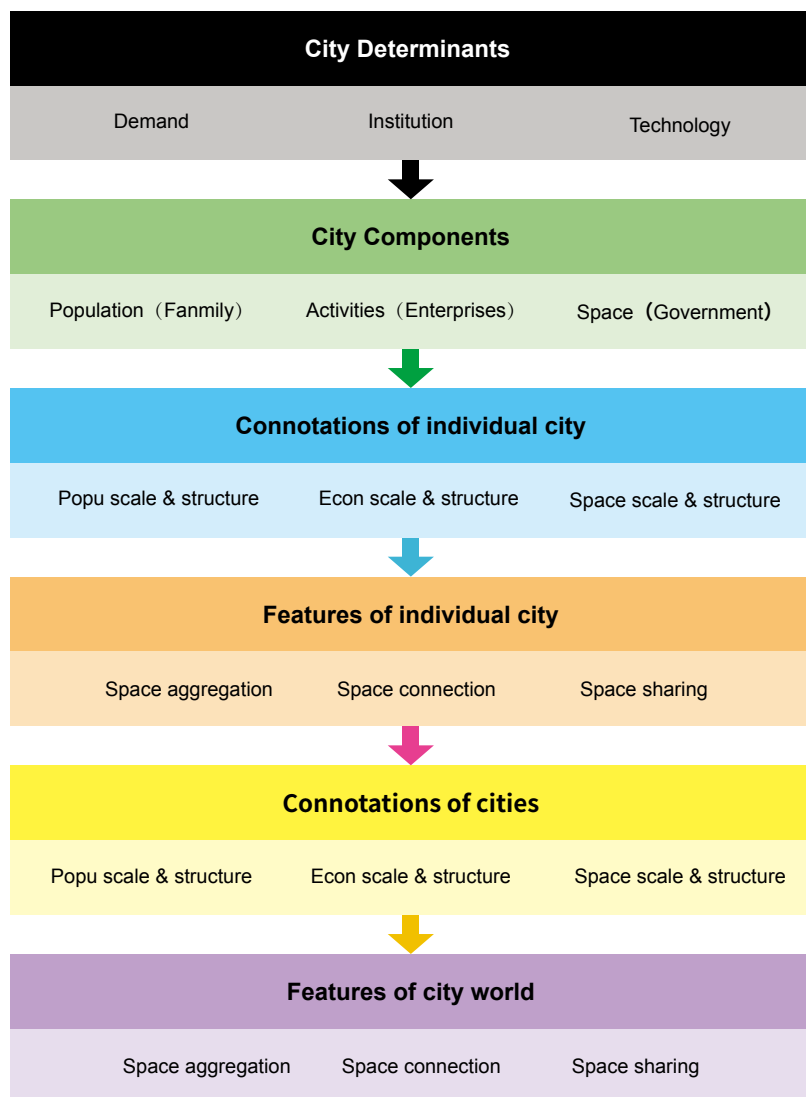 City Determinants
Demand Institution Technology
City Components
Population（Fanmily） Activities（Enterprises） Space（Government）
Connotations of individual city
Popu scale & structure Econ scale & structure Space scale & structure
Features of individual city
Space aggregation Space connection Space sharing
Connotations of cities
Popu scale & structure Econ scale & structure Space scale & structure
Features of city world
Space aggregation Space connection Space sharing